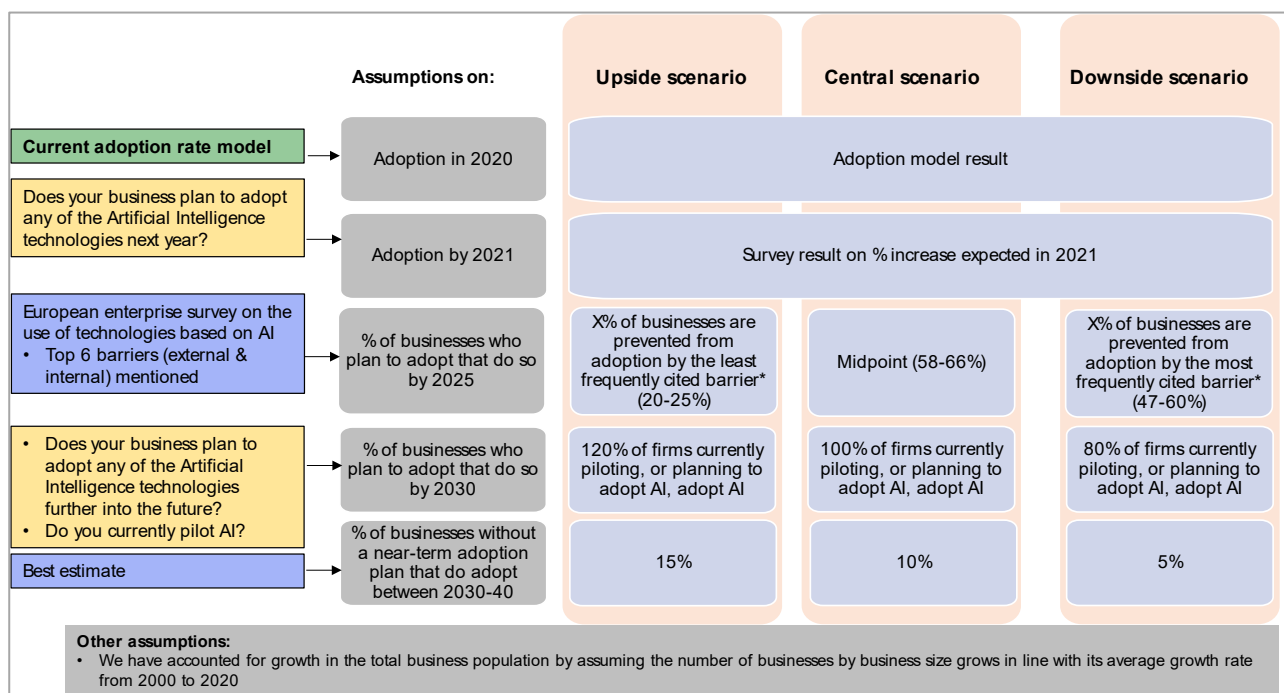 Assumptions on:
Upside scenario
Central scenario
Downside scenario
Current adoption rate model
Adoption in 2020
Adoption model result
Does your business plan to adopt
any of the Artificial Intelligence
technologies next year?
Adoption by 2021
Survey result on % increase expected in 2021
European enterprise survey on the
use of technologies based on AI
• Top 6 barriers (external &
internal) mentioned
% of businesses who
plan to adopt that do so
by 2025
X% of businesses are
prevented from
adoption by the least
frequently cited barrier*
(20-25%)
Midpoint (58-66%)
X% of businesses are
prevented from
adoption by the most
frequently cited barrier*
(47-60%)
• Does your business plan to
adopt any of the Artificial
Intelligence technologies
further into the future?
• Do you currently pilot AI?
% of businesses who
plan to adopt that do so
by 2030
120% of firms currently
piloting, or planning to
adopt AI, adopt AI
100% of firms currently
piloting, or planning to
adopt AI, adopt AI
80% of firms currently
piloting, or planning to
adopt AI, adopt AI
Best estimate
% of businesses without
a near-term adoption
plan that do adopt
between 2030-40
15%
10%
5%
Other assumptions:
• We have accounted for growth in the total business population by assuming the number of businesses by business size grows in line with its average growth rate
from 2000 to 2020